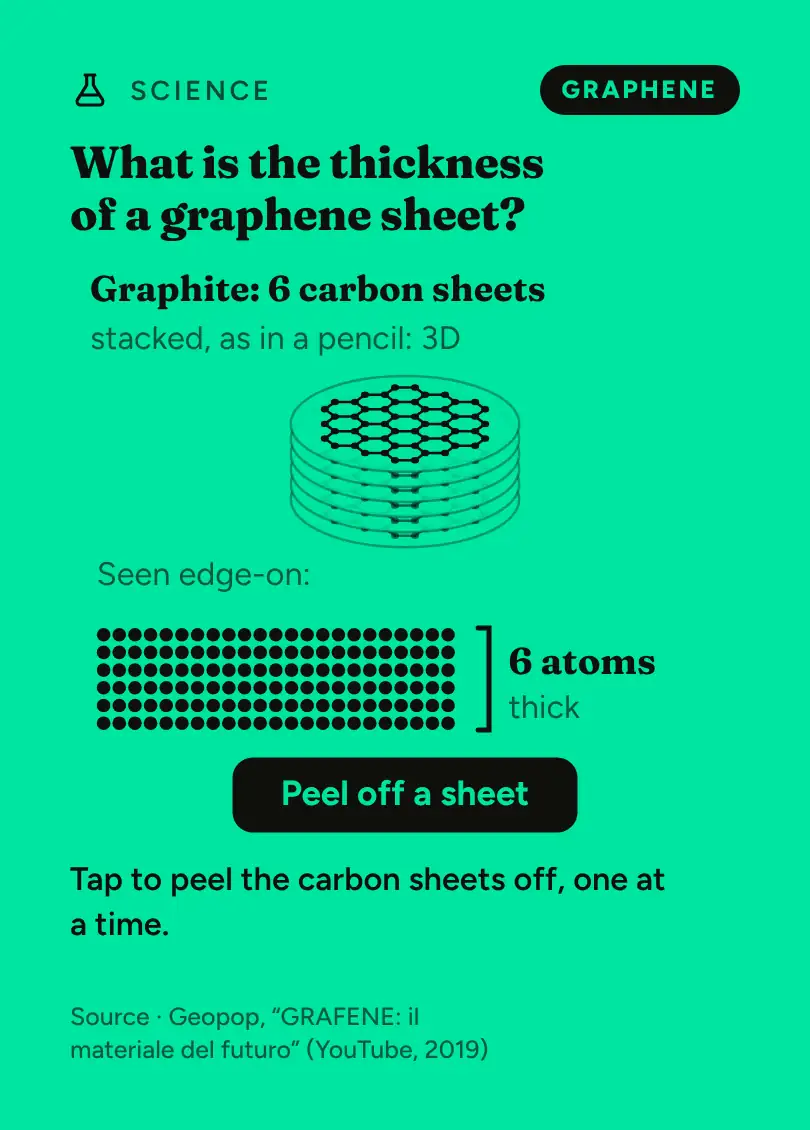 SCIENCE
GRAPHENE
What is the thickness
of a graphene sheet?
Graphite: 6 carbon sheets
stacked, as in a pencil: 3D
Seen edge-on:
6 atoms
thick
Peel off a sheet
Tap to peel the carbon sheets off, one at
a time.
Source · Geopop, “GRAFENE: il
materiale del futuro” (YouTube, 2019)